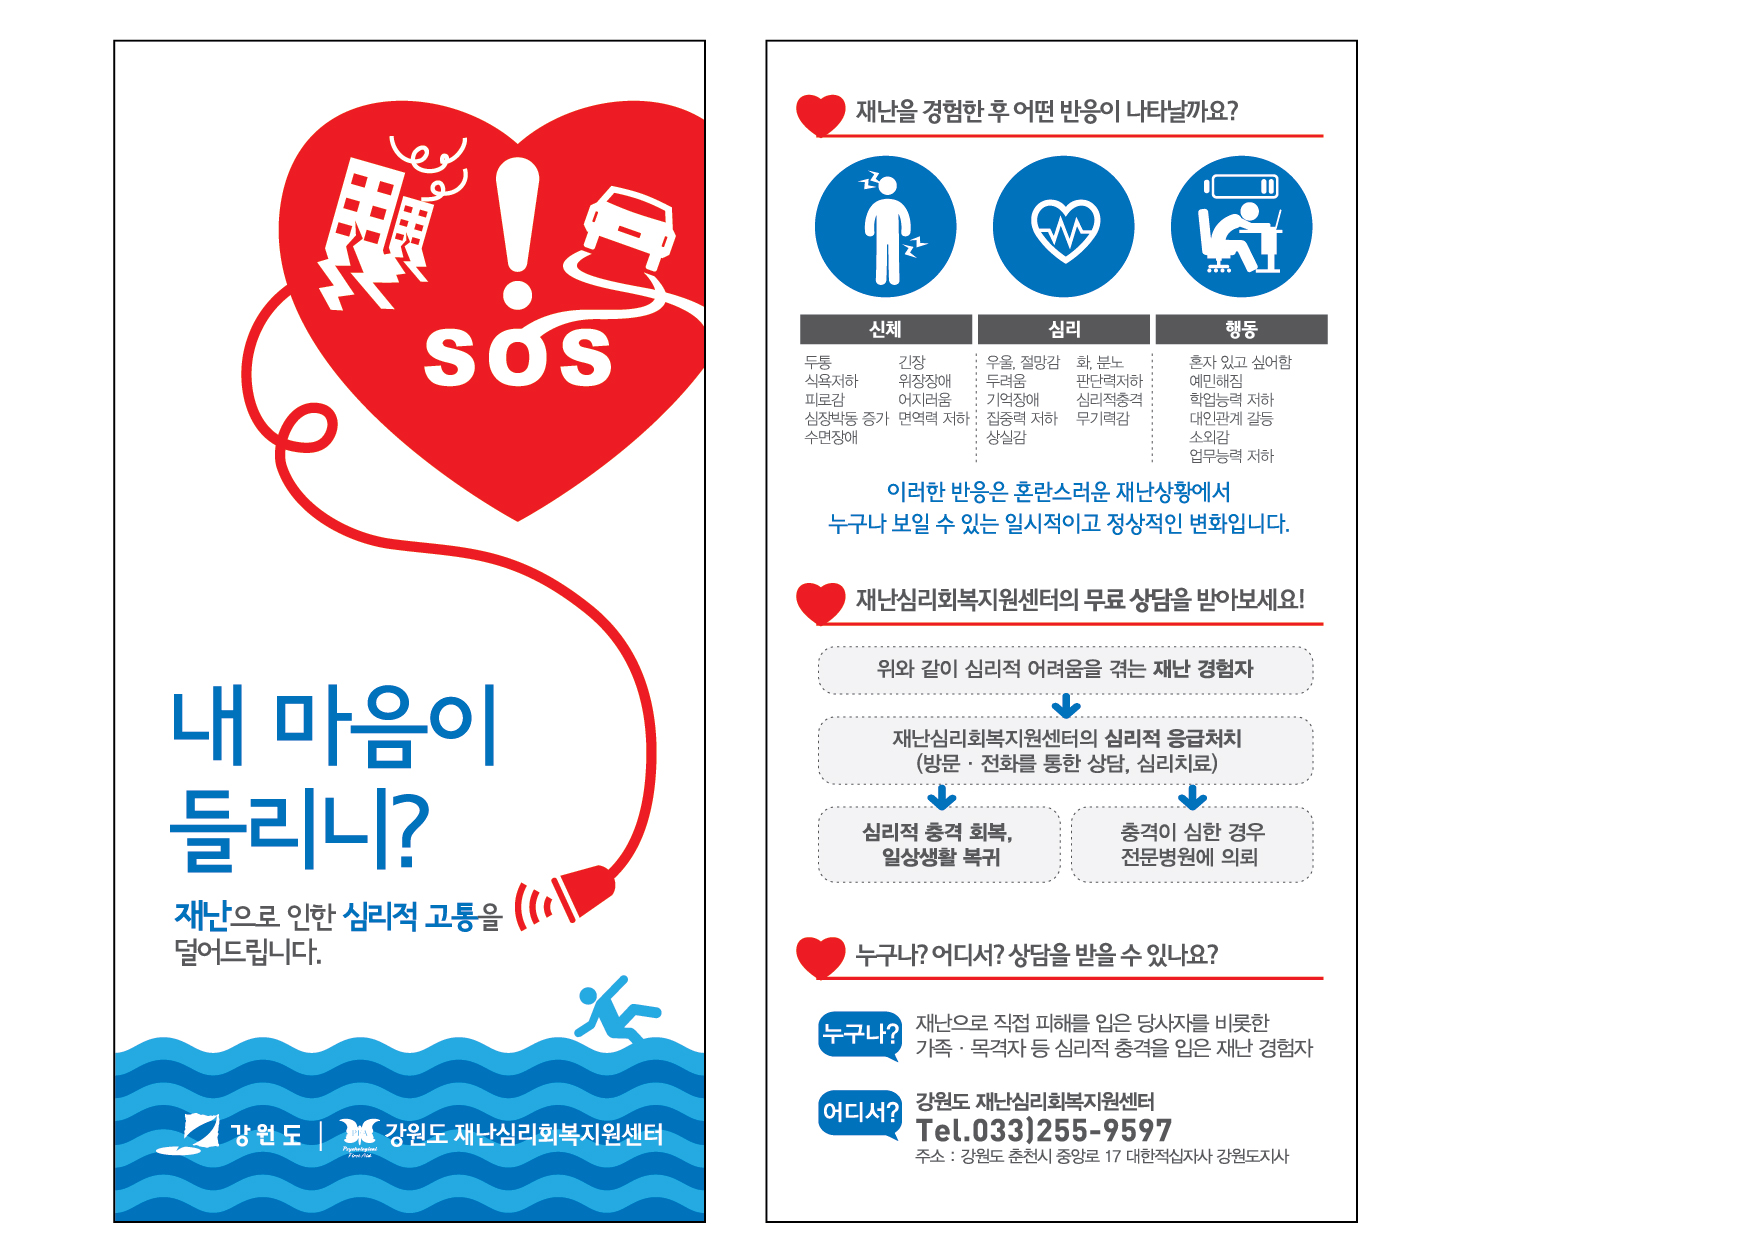 SOS
내 마음이
들리니?
재난으로 인한 심리적 고통을
덜어드립니다.
강원도 | 강원도 재난심리회복지원센터
Psychological
First Aid
재난을 경험한 후 어떤 반응이 나타날까요?
신체 심리 행동
두통 긴장 우울, 절망감 화, 분노 혼자 있고 싶어함
식욕저하 위장장애 두려움 판단력저하 예민해짐
피로감 어지러움 기억장애 심리적충격 학업능력 저하
심장박동 증가 면역력 저하 집중력 저하 무기력감 대인관계 갈등
수면장애 상실감 소외감
업무능력 저하
이러한 반응은 혼란스러운 재난상황에서
누구나 보일 수 있는 일시적이고 정상적인 변화입니다.
재난심리회복지원센터의 무료 상담을 받아보세요!
위와 같이 심리적 어려움을 겪는 재난 경험자
재난심리회복지원센터의 심리적 응급처치
(방문 · 전화를 통한 상담, 심리치료)
심리적 충격 회복,
일상생활 복귀
충격이 심한 경우
전문병원에 의뢰
누구나? 어디서? 상담을 받을 수 있나요?
누구나?
재난으로 직접 피해를 입은 당사자를 비롯한
가족 · 목격자 등 심리적 충격을 입은 재난 경험자
어디서?
강원도 재난심리회복지원센터
Tel.033)255-9597
주소 : 강원도 춘천시 중앙로 17 대한적십자사 강원도지사